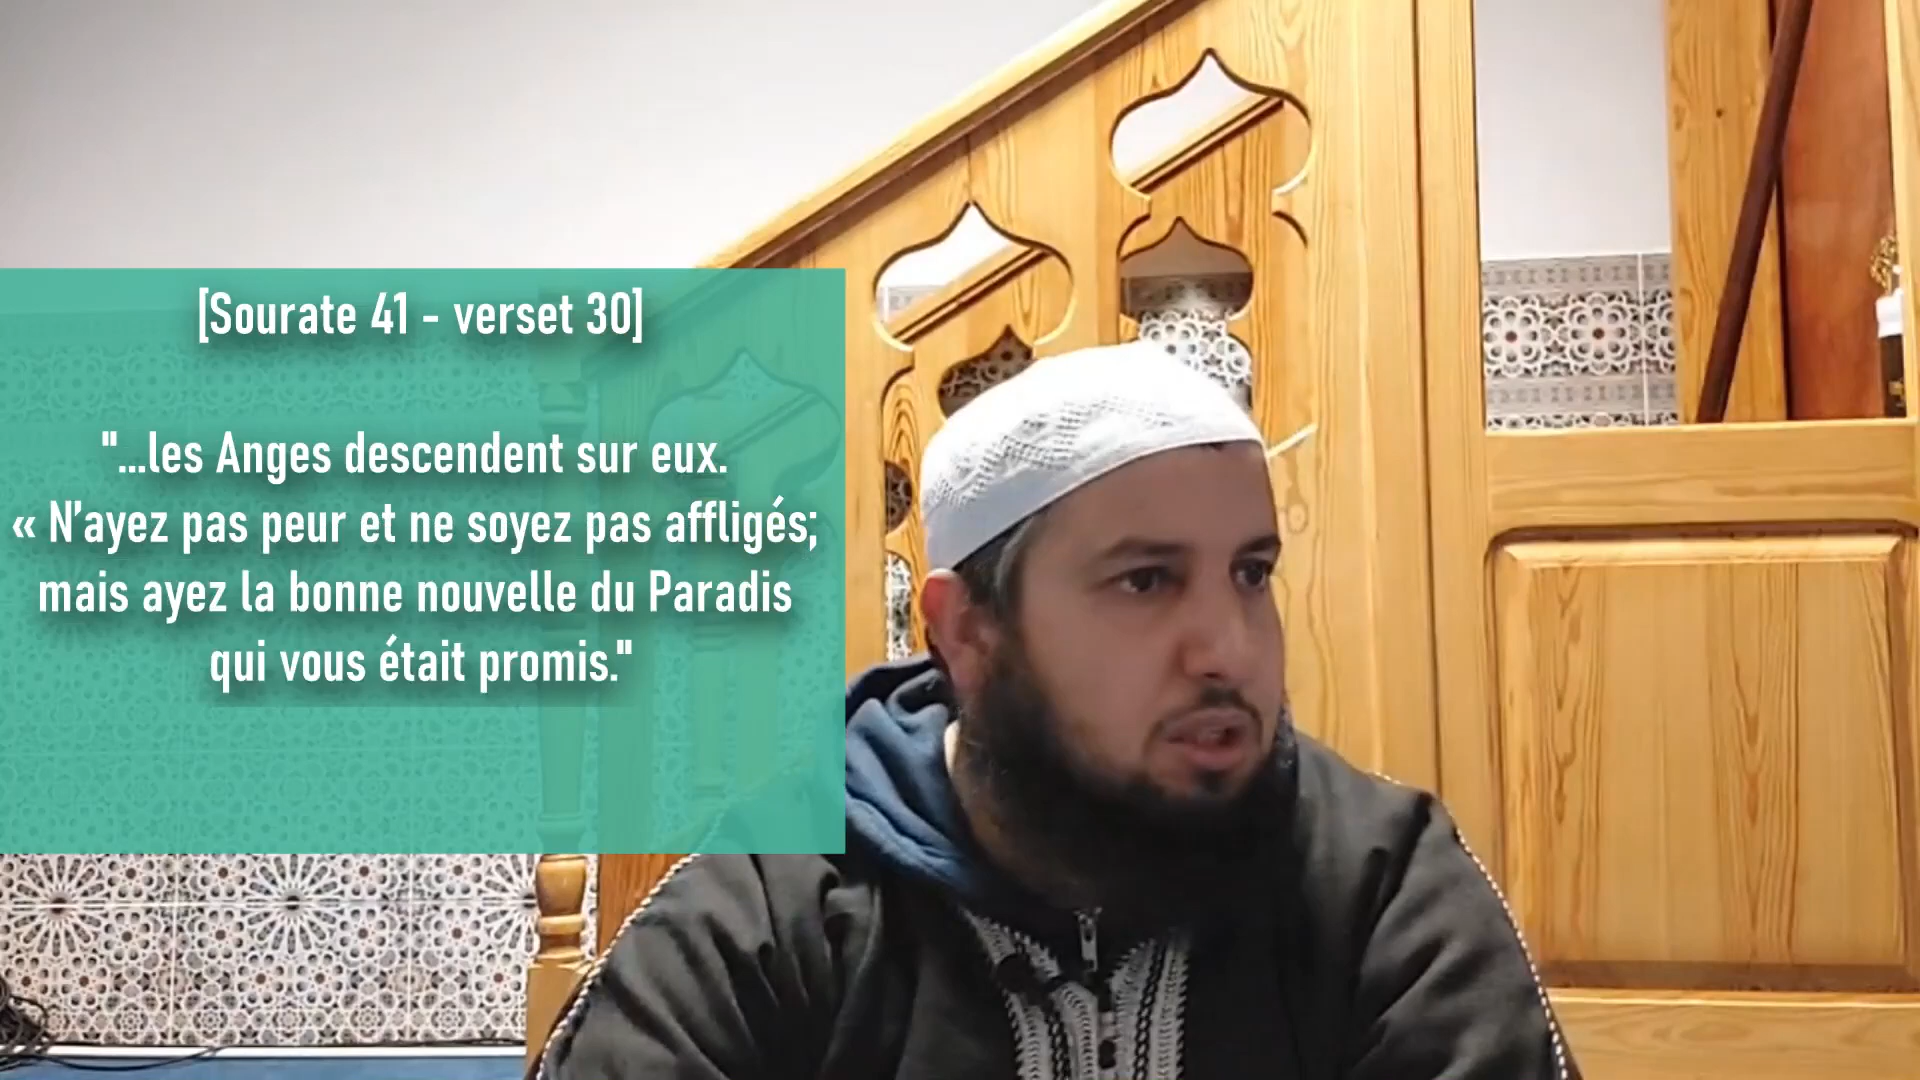 [Sourate 41 - verset 30]
"...les Anges descendent sur eux.
« N’ayez pas peur et ne soyez pas affligés;
mais ayez la bonne nouvelle du Paradis
qui vous était promis."